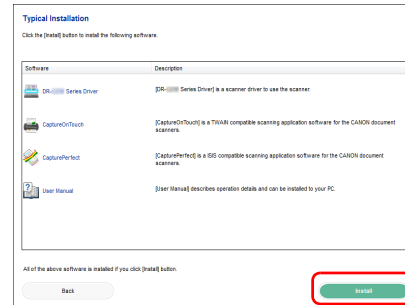 Typical Installation
Click the [Install] button to install the following software.
Software Description
DR- Series Driver [DR- Series Driver] is a scanner driver to use the scanner.
CaptureOnTouch [CaptureOnTouch] is a TWAIN compatible scanning application software for the CANON document
scanners.
CapturePerfect [CapturePerfect] is a ISIS compatible scanning application software for the CANON document
scanners.
User Manual [User Manual] describes operation details and can be installed to your PC.
All of the above software is installed if you click [Install] button.
Back Install